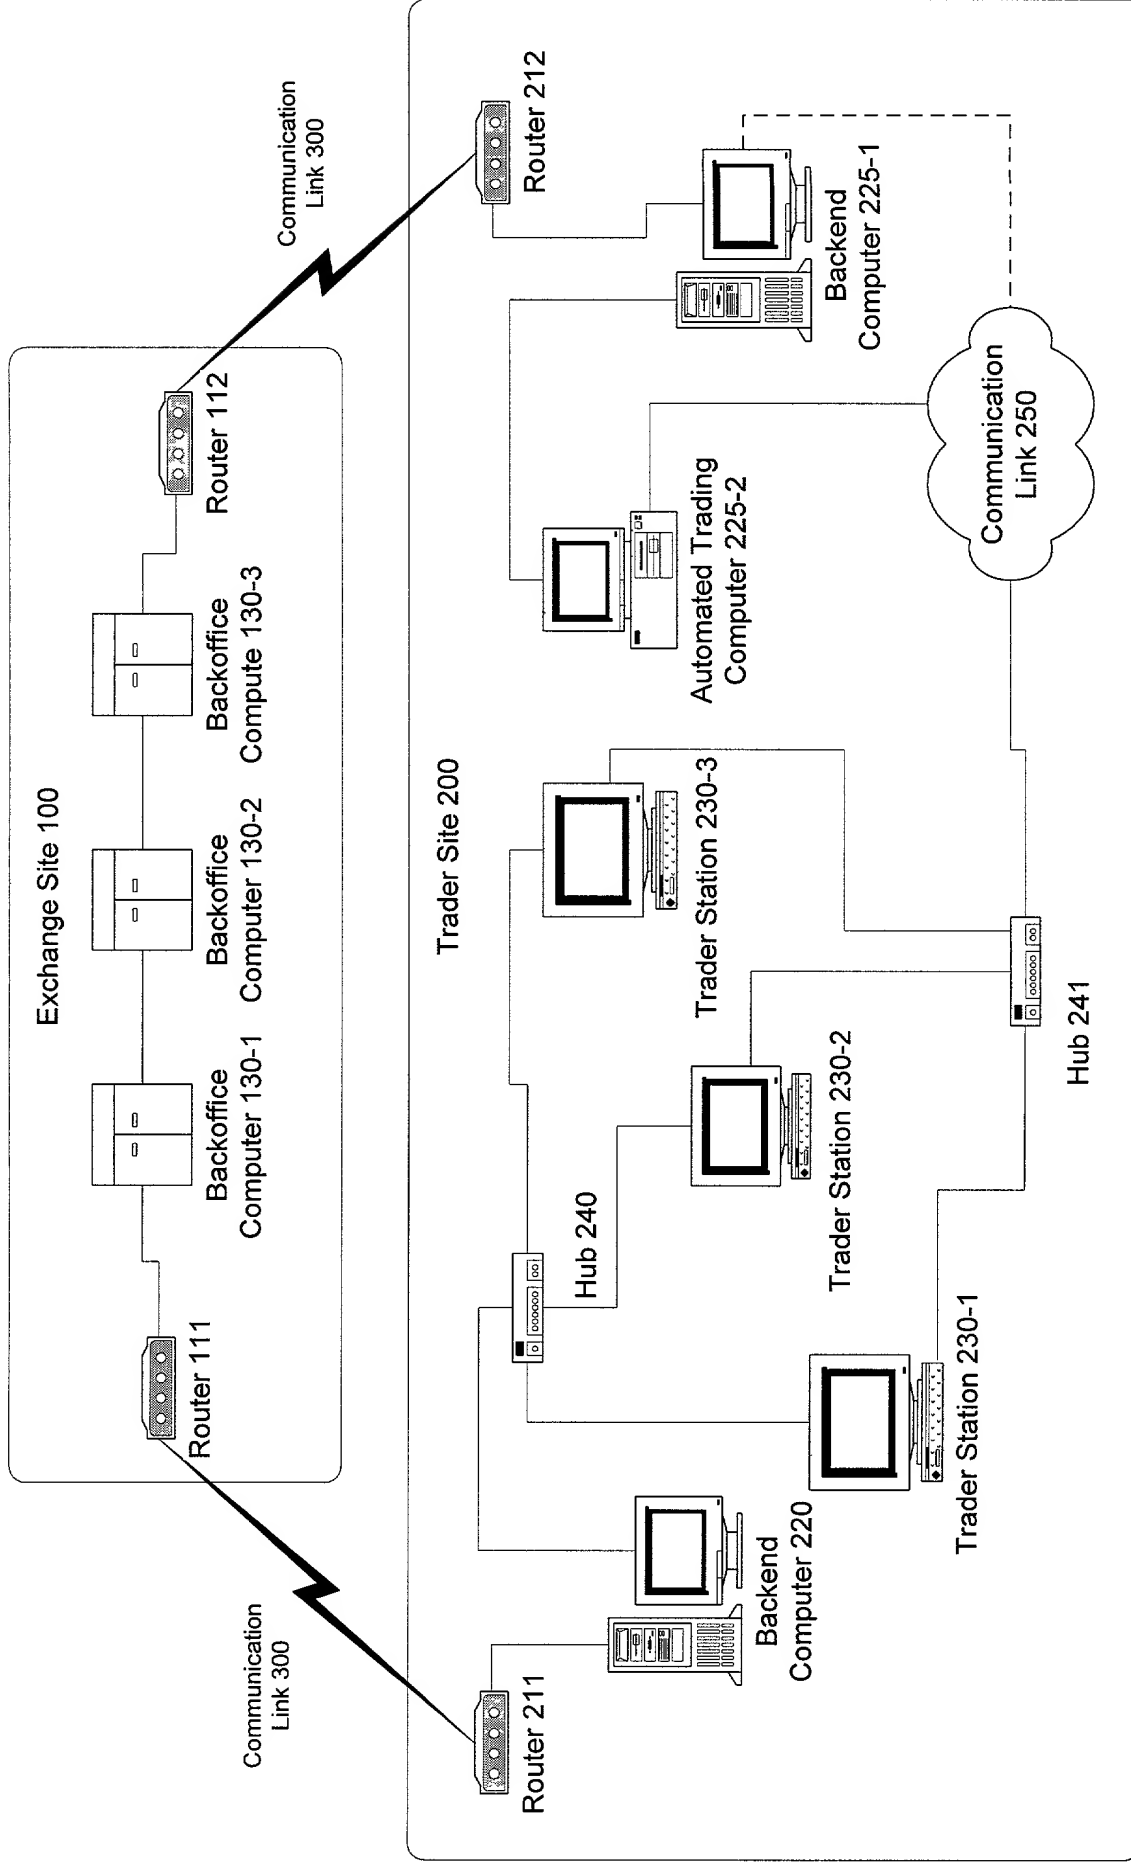 Exchange Site 100
Router 111
Backoffice
Computer 130-1
Backoffice
Computer 130-2
Backoffice
Compute 130-3
Router 112
Communication
Link 300
Communication
Link 300
Trader Site 200
Router 211
Router 212
Backend
Computer 220
Hub 240
Trader Station 230-1
Trader Station 230-2
Trader Station 230-3
Automated Trading
Computer 225-2
Backend
Computer 225-1
Hub 241
Communication
Link 250